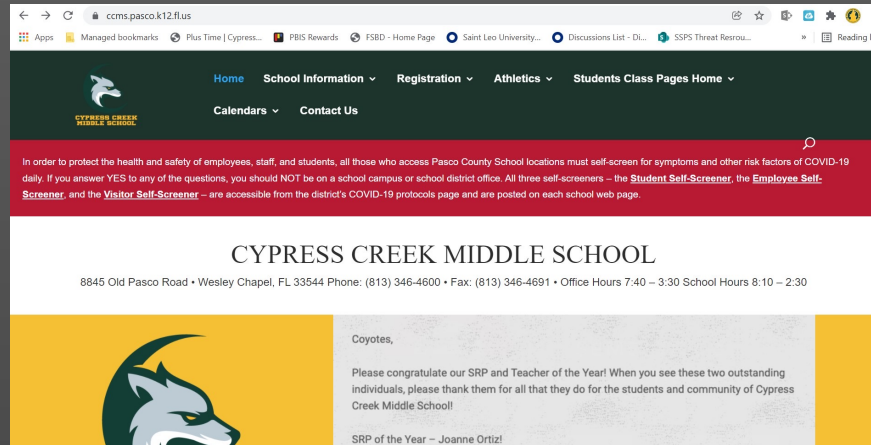 ccms.pasco.k12.fl.us
Apps Managed bookmarks Plus Time | Cypress... PBIS Rewards FSBD - Home Page Saint Leo University... Discussions List - Di... SSPS Threat Resrou... » Reading
Home School Information Registration Athletics Students Class Pages Home
CYPRESS CREEK
MIDDLE SCHOOL
Calendars Contact Us
In order to protect the health and safety of employees, staff, and students, all those who access Pasco County School locations must self-screen for symptoms and other risk factors of COVID-19
daily. If you answer YES to any of the questions, you should NOT be on a school campus or school district office. All three self-screeners – the Student Self-Screener, the Employee Self-
Screener, and the Visitor Self-Screener – are accessible from the district's COVID-19 protocols page and are posted on each school web page.
CYPRESS CREEK MIDDLE SCHOOL
8845 Old Pasco Road • Wesley Chapel, FL 33544 Phone: (813) 346-4600 • Fax: (813) 346-4691 • Office Hours 7:40 – 3:30 School Hours 8:10 – 2:30
Coyotes,
Please congratulate our SRP and Teacher of the Year! When you see these two outstanding
individuals, please thank them for all that they do for the students and community of Cypress
Creek Middle School!
SRP of the Year – Joanne Ortiz!